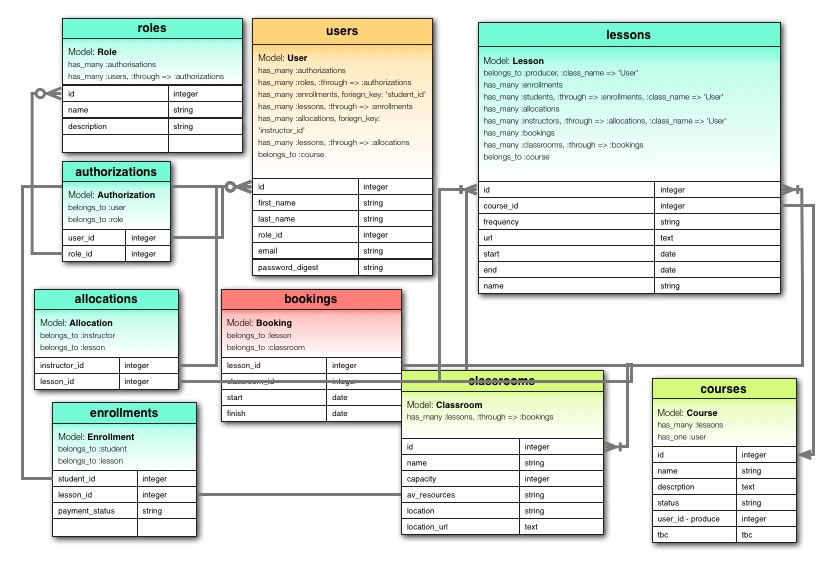 roles
Model: Role
has_many :authorisations
has_many :users, :through => :authorizations
id integer
name string
description string
users
Model: User
has_many :authorizations
has_many :roles, :through => :authorizations
has_many :enrollments, foriegn_key: 'student_id'
has_many :lessons, :through => :enrollments
has_many :allocations, foriegn_key:
'instructor_id'
has_many :lessons, :through => :allocations
belongs_to :course
id integer
first_name string
last_name string
role_id integer
email string
password_digest string
lessons
Model: Lesson
belongs_to :producer, :class_name => 'User'
has_many :enrollments
has_many :students, :through => :enrollments, :class_name => 'User'
has_many :allocations
has_many :instructors, :through => :allocations, :class_name => 'User'
has_many :bookings
has_many :classrooms, :through => :bookings
belongs_to :course
id integer
course_id integer
frequency string
url text
start date
end date
name string
authorizations
Model: Authorization
belongs_to :user
belongs_to :role
user_id integer
role_id integer
allocations
Model: Allocation
belongs_to :instructor
belongs_to :lesson
instructor_id integer
lesson_id integer
bookings
Model: Booking
belongs_to :lesson
belongs_to :classroom
lesson_id integer
classroom_id integer
start date
finish date
classrooms
Model: Classroom
has_many :lessons, :through => :bookings
id integer
name string
capacity integer
av_resources string
location string
location_url text
courses
Model: Course
has_many :lessons
has_one :user
id integer
name string
descrption text
status string
user_id - produce integer
tbc tbc
enrollments
Model: Enrollment
belongs_to :student
belongs_to :lesson
student_id integer
lesson_id integer
payment_status string